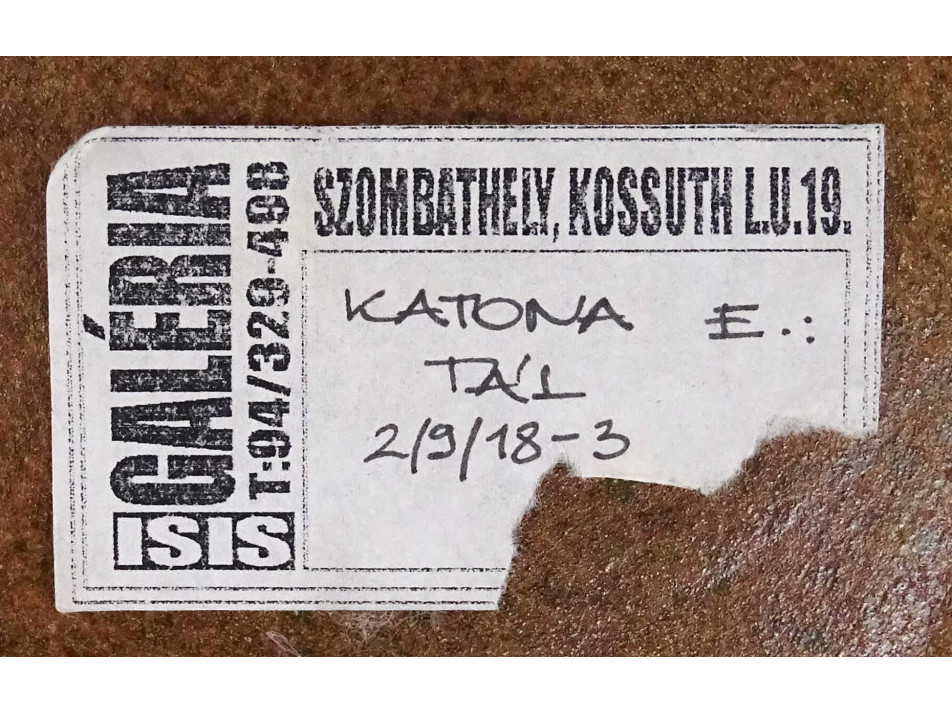 SZOMBATHELY, KOSSUTH L.U.19.
GALÉRIA
ISIS
T:94/329-498
KATONA E.:
TÁL
2/9/18-3